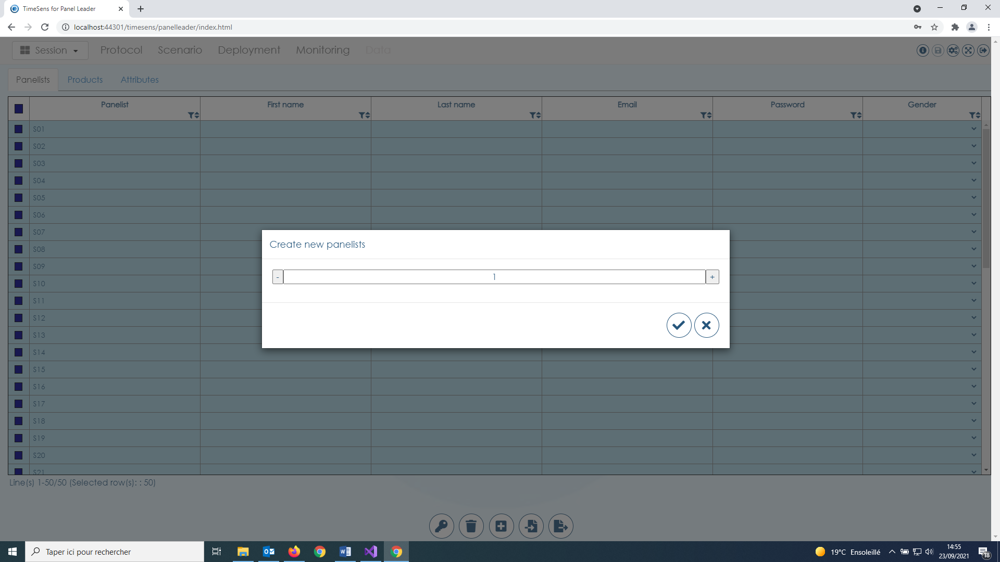 TimeSens for Panel Leader
localhost:44301/timesens/panelleader/index.html
Session Protocol Scenario Deployment Monitoring Data
Panelists Products Attributes
Panelist First name Last name Email Password Gender
S01
S02
S03
S04
S05
S06
S07
S08
S09
S10
S11
S12
S13
S14
S15
S16
S17
S18
S19
S20
S21
Create new panelists
- 1 +
Line(s) 1-50/50 (Selected row(s): : 50)
Taper ici pour rechercher
19°C Ensoleillé
14:55
23/09/2021
18